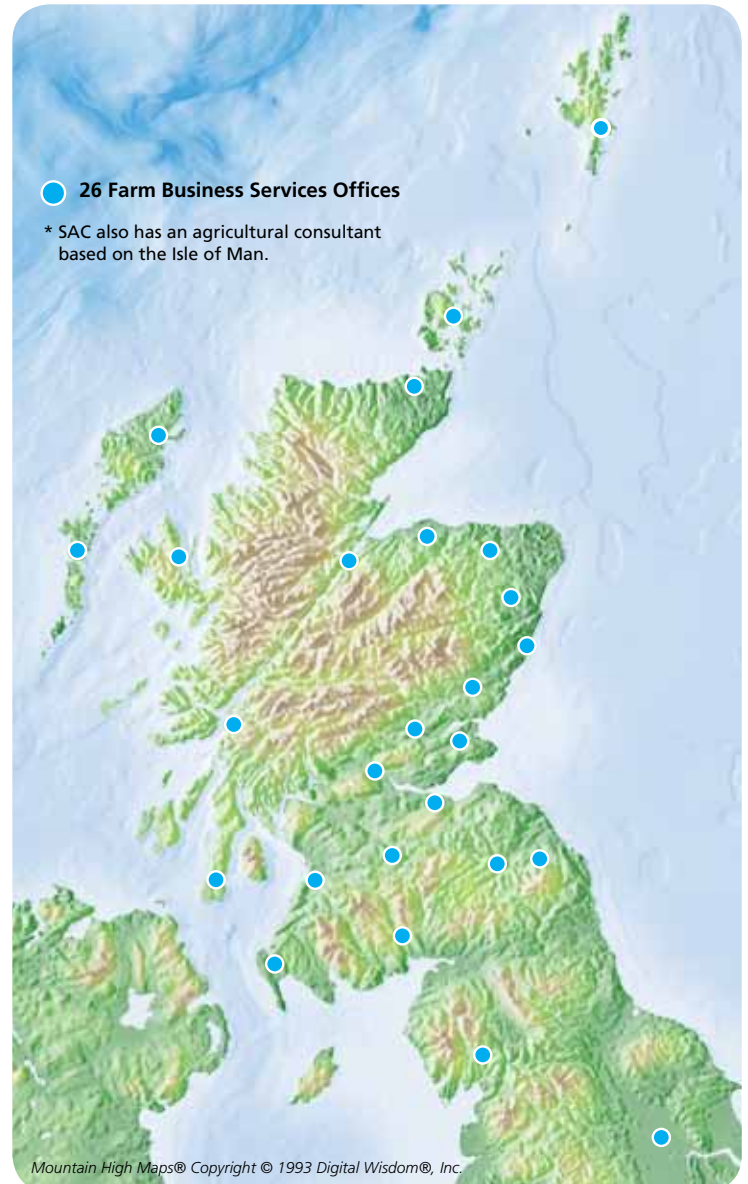 26 Farm Business Services Offices
* SAC also has an agricultural consultant
based on the Isle of Man.
Mountain High Maps® Copyright © 1993 Digital Wisdom®, Inc.